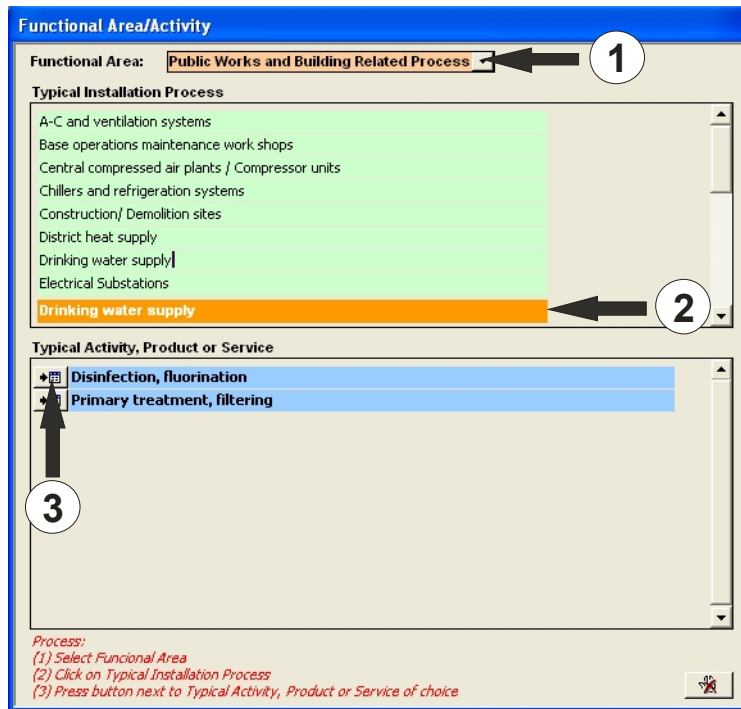 Functional Area/Activity
Functional Area: Public Works and Building Related Process
1
Typical Installation Process
A-C and ventilation systems
Base operations maintenance work shops
Central compressed air plants / Compressor units
Chillers and refrigeration systems
Construction/ Demolition sites
District heat supply
Drinking water supply
Electrical Substations
Drinking water supply
2
Typical Activity, Product or Service
Disinfection, fluorination
Primary treatment, filtering
3
Process:
(1) Select Funcional Area
(2) Click on Typical Installation Process
(3) Press button next to Typical Activity, Product or Service of choice